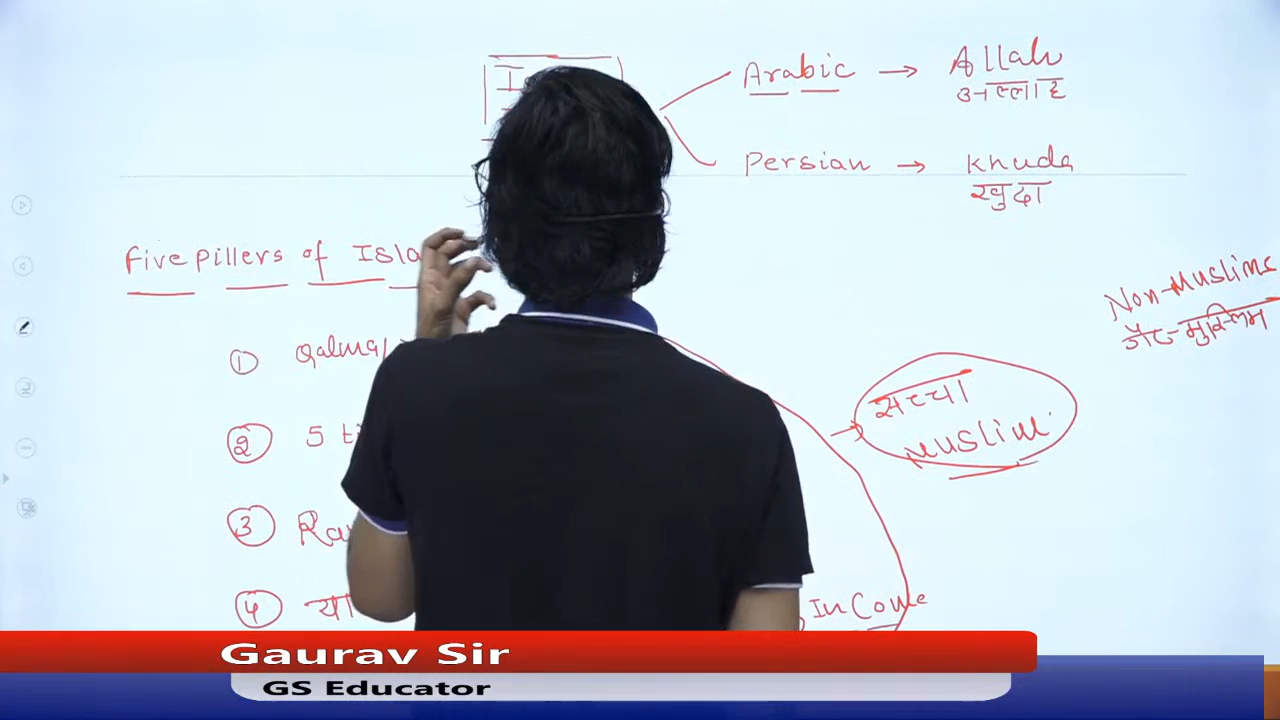 Arabic → Allah
अल्लाह
Persian → Khuda
खुदा
Five pillers of Isla
Non-Muslims
गैर-मुस्लिम
① Qalma
② 5 ti
③ Ra
④
→ सच्चा
Muslim
InCome
Gaurav Sir
GS Educator